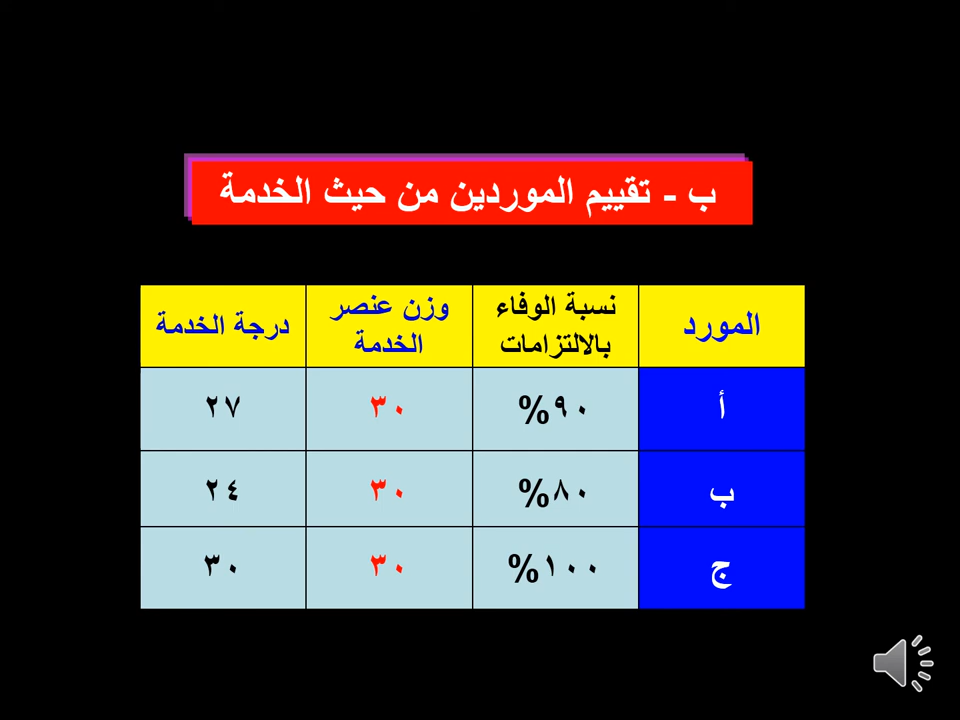 ب - تقييم الموردين من حيث الخدمة
المورد نسبة الوفاء بالالتزامات وزن عنصر الخدمة درجة الخدمة
أ ٩٠% ٣٠ ٢٧
ب ٨٠% ٣٠ ٢٤
ج ١٠٠% ٣٠ ٣٠